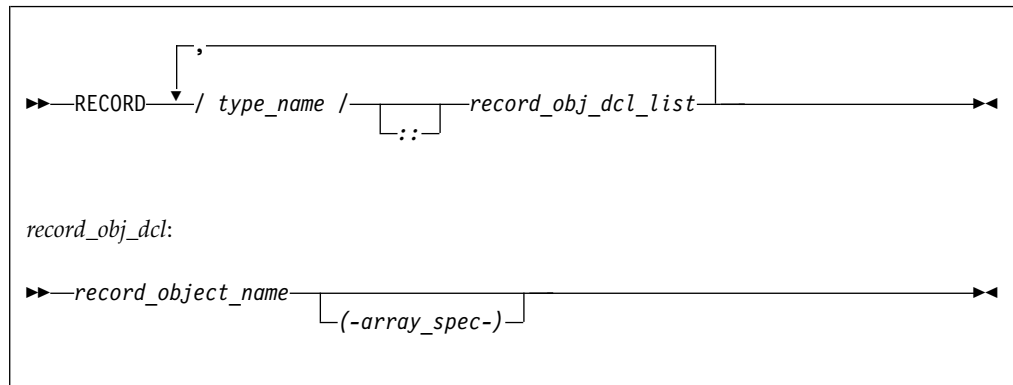 ,
RECORD / type_name / record_obj_dcl_list
::
record_obj_dcl:
record_object_name
(-array_spec-)